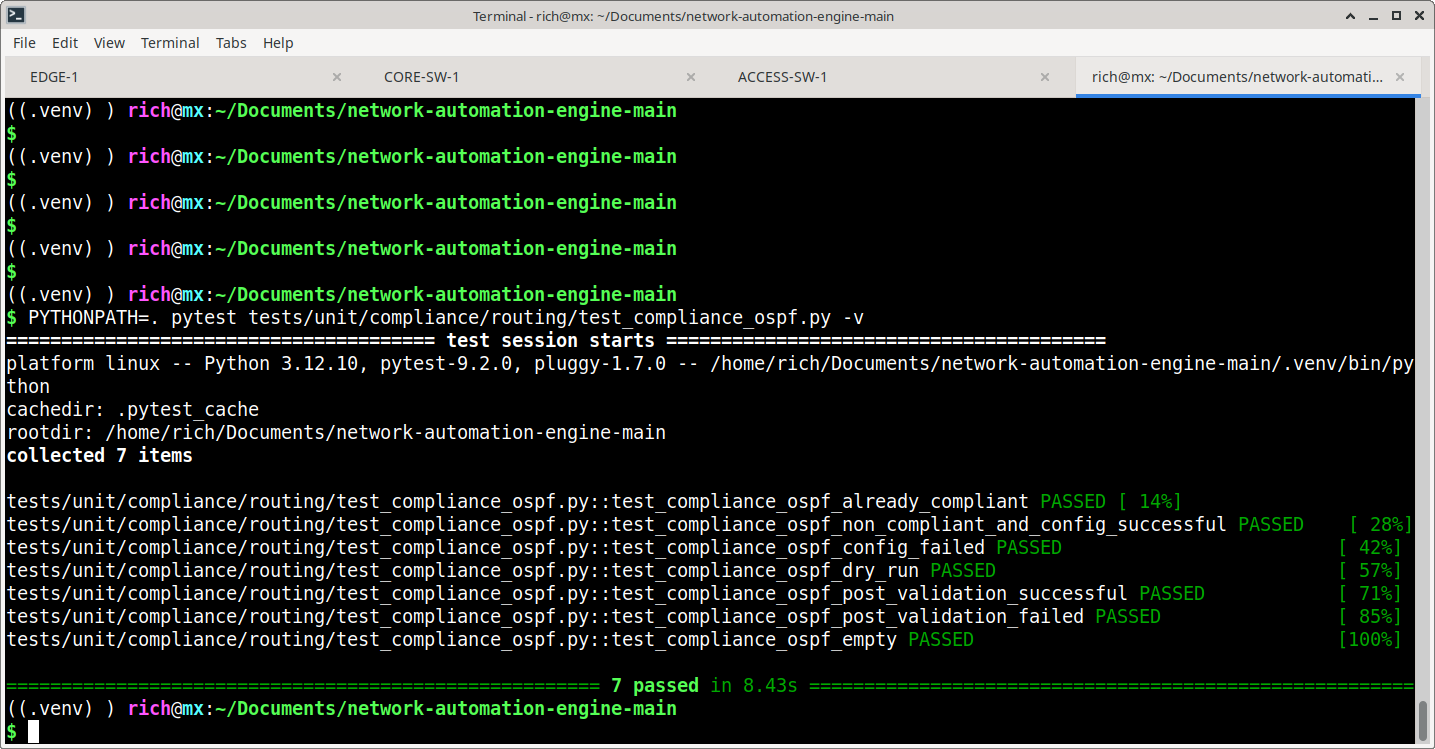 Terminal - rich@mx: ~/Documents/network-automation-engine-main
File Edit View Terminal Tabs Help
EDGE-1 CORE-SW-1 ACCESS-SW-1 rich@mx: ~/Documents/network-automati...
((.venv) ) rich@mx:~/Documents/network-automation-engine-main
$
((.venv) ) rich@mx:~/Documents/network-automation-engine-main
$
((.venv) ) rich@mx:~/Documents/network-automation-engine-main
$
((.venv) ) rich@mx:~/Documents/network-automation-engine-main
$
((.venv) ) rich@mx:~/Documents/network-automation-engine-main
$ PYTHONPATH=. pytest tests/unit/compliance/routing/test_compliance_ospf.py -v
======================================= test session starts ========================================
platform linux -- Python 3.12.10, pytest-9.2.0, pluggy-1.7.0 -- /home/rich/Documents/network-automation-engine-main/.venv/bin/py
thon
cachedir: .pytest_cache
rootdir: /home/rich/Documents/network-automation-engine-main
collected 7 items
tests/unit/compliance/routing/test_compliance_ospf.py::test_compliance_ospf_already_compliant PASSED [ 14%]
tests/unit/compliance/routing/test_compliance_ospf.py::test_compliance_ospf_non_compliant_and_config_successful PASSED [ 28%]
tests/unit/compliance/routing/test_compliance_ospf.py::test_compliance_ospf_config_failed PASSED [ 42%]
tests/unit/compliance/routing/test_compliance_ospf.py::test_compliance_ospf_dry_run PASSED [ 57%]
tests/unit/compliance/routing/test_compliance_ospf.py::test_compliance_ospf_post_validation_successful PASSED [ 71%]
tests/unit/compliance/routing/test_compliance_ospf.py::test_compliance_ospf_post_validation_failed PASSED [ 85%]
tests/unit/compliance/routing/test_compliance_ospf.py::test_compliance_ospf_empty PASSED [100%]
====================================================== 7 passed in 8.43s =======================================================
((.venv) ) rich@mx:~/Documents/network-automation-engine-main
$